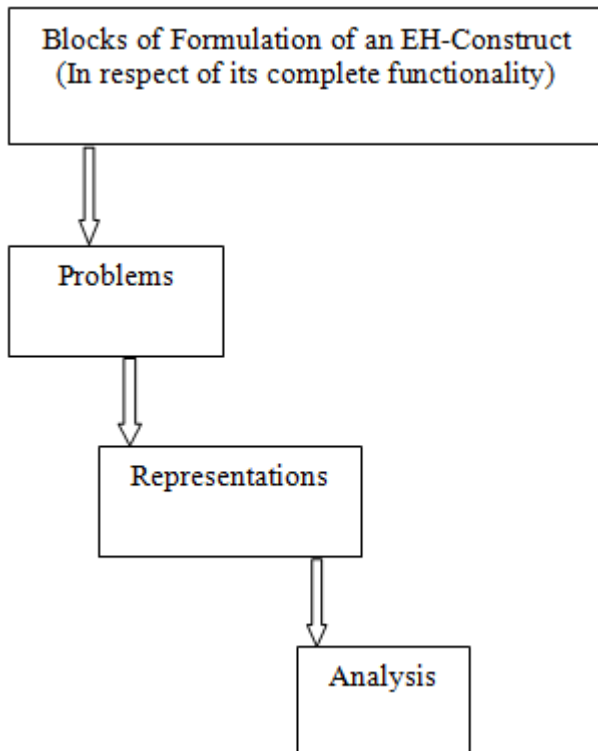 Blocks of Formulation of an EH-Construct
(In respect of its complete functionality)
Problems
Representations
Analysis